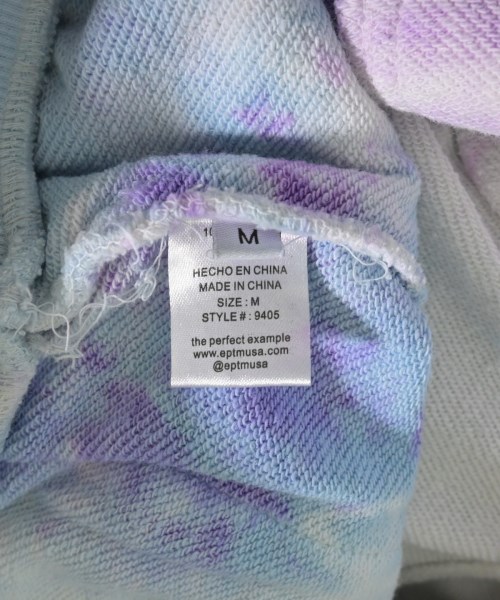 M
HECHO EN CHINA
MADE IN CHINA
SIZE : M
STYLE # : 9405
the perfect example
www.eptmusa.com
@eptmusa